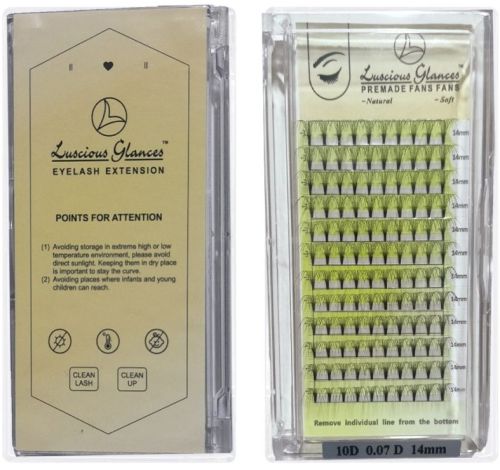 Luscious Glances™
EYELASH EXTENSION
POINTS FOR ATTENTION
(1) Avoiding storage in extreme high or low
temperature environment, please avoid
direct sunlight. Keeping them in dry place
is important to stay the curve.
(2) Avoiding places where infants and young
children can reach.
CLEAN
LASH
CLEAN
UP
Luscious Glances™
PREMADE FANS FANS
~Natural
~Soft
14mm
14mm
14mm
14mm
14mm
14mm
14mm
14mm
14mm
14mm
14mm
14mm
Remove Individual line from the bottom
10D 0.07 D 14mm